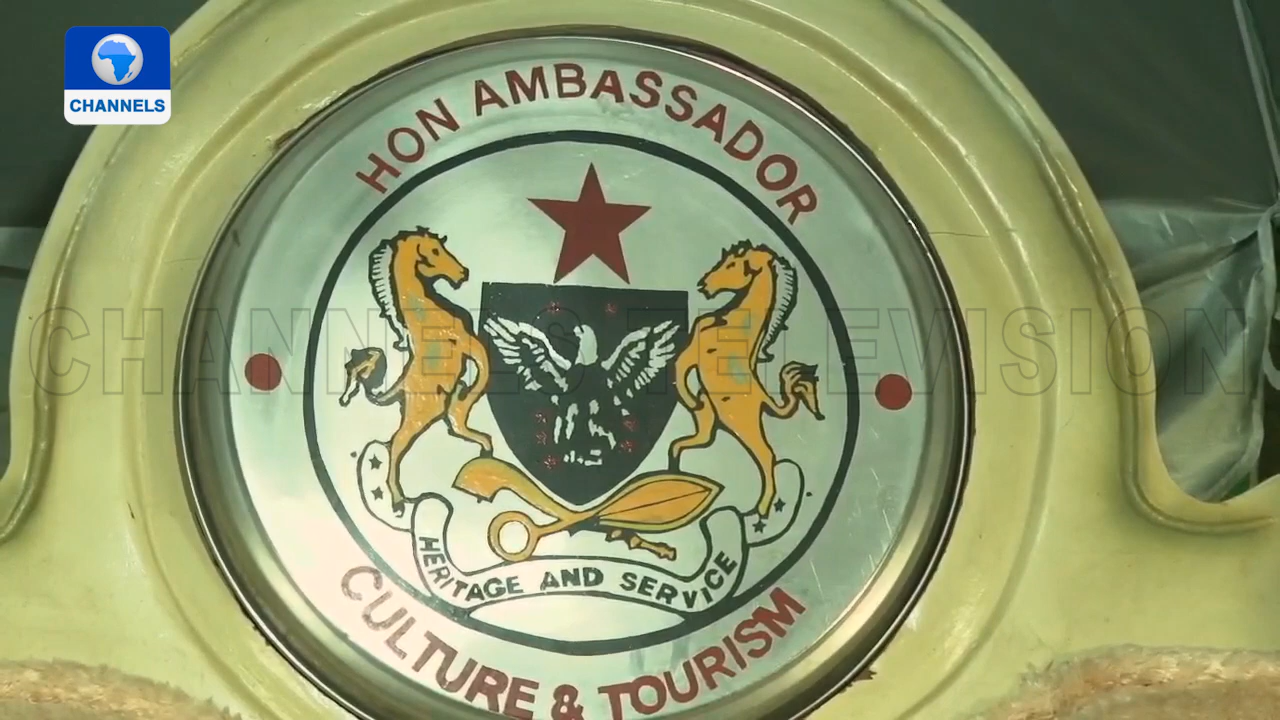 CHANNELS
HON AMBASSADOR
CHANNELS TELEVISION
HERITAGE AND SERVICE
CULTURE & TOURISM